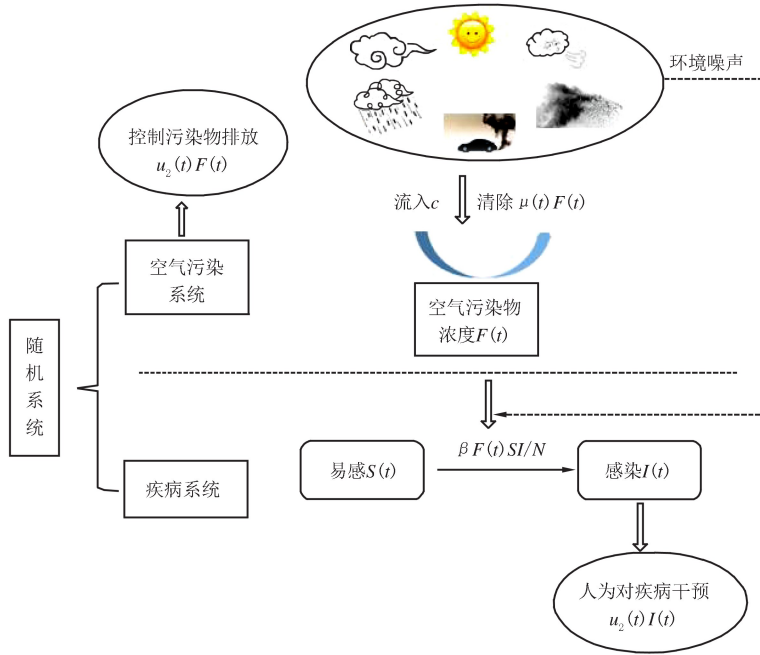 环境噪声
控制污染物排放
u₂(t)F(t)
流入c
清除 μ(t)F(t)
空气污染
系统
空气污染物
浓度F(t)
随
机
系
统
βF(t)SI/N
疾病系统
易感S(t)
感染I(t)
人为对疾病干预
u₂(t)I(t)